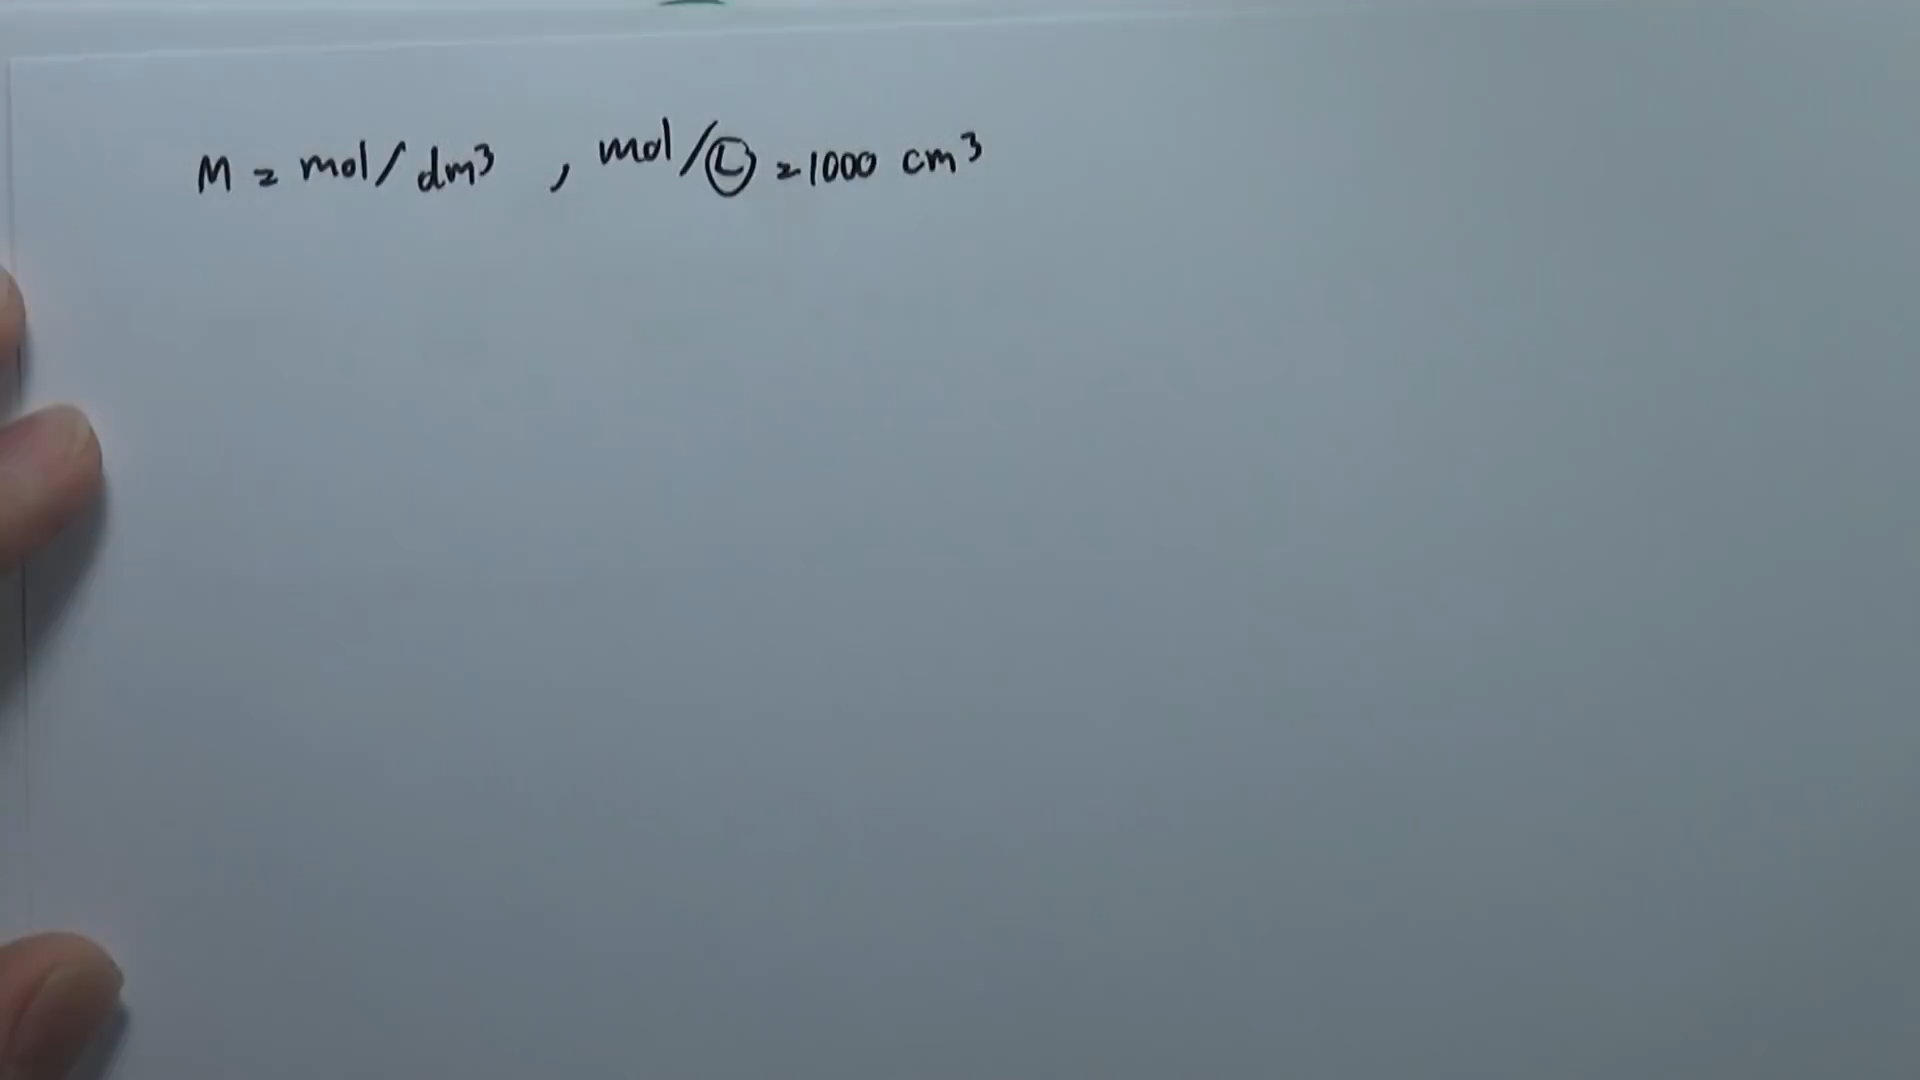 M = mol/dm³ , mol/L = 1000 cm³